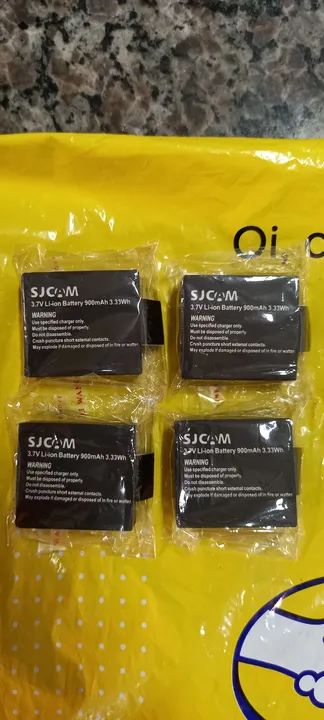 Oi,
SJCAM
3.7V Li-ion Battery 900mAh 3.33Wh
WARNING
Use specified charger only.
Must be disposed of properly.
Do not disassemble.
Crush puncture short external contacts.
May explode if damaged or disposed of in fire or watter
SJCAM
3.7V Li-ion Battery 900mAh 3.33Wh
WARNING
Use specified charger only.
Must be disposed of properly.
Do not disassemble.
Crush puncture short external contacts.
May explode if damaged or disposed of in fire or watter
SJCAM
3.7V Li-ion Battery 900mAh 3.33Wh
WARNING
Use specified charger only.
Must be disposed of properly.
Do not disassemble.
Crush puncture short external contacts.
May explode if damaged or disposed of in fire or watter
SJCAM
3.7V Li-ion Battery 900mAh 3.33Wh
WARNING
Use specified charger only.
Must be disposed of properly.
Do not disassemble.
Crush puncture short external contacts.
May explode if damaged or disposed of in fire or watter